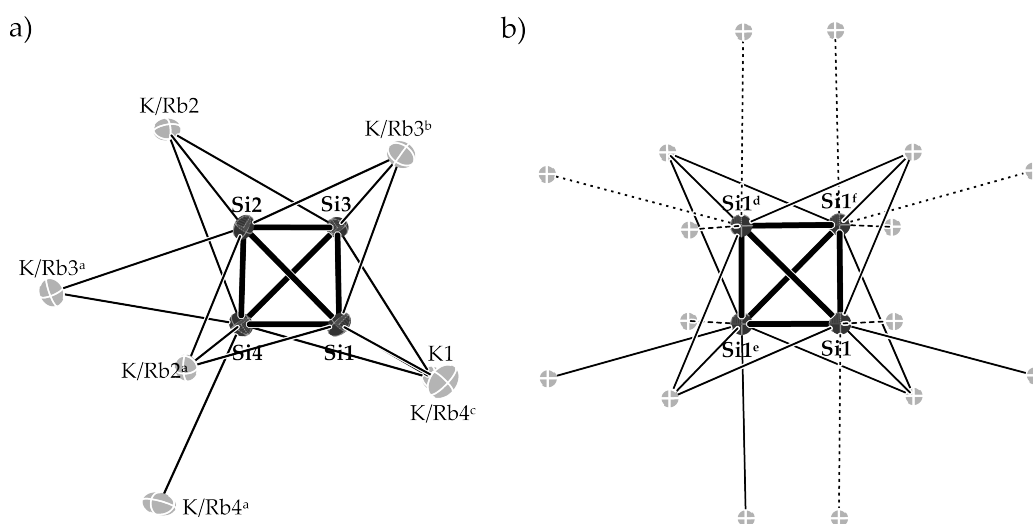 a)
b)
K/Rb2
K/Rb3ᵇ
Si2
Si3
Si1ᵈ
Si1ᶠ
K/Rb3ᵃ
Si4
Si1
Si1ᵉ
Si1
K/Rb2ᵃ
K1
K/Rb4ᶜ
K/Rb4ᵃ